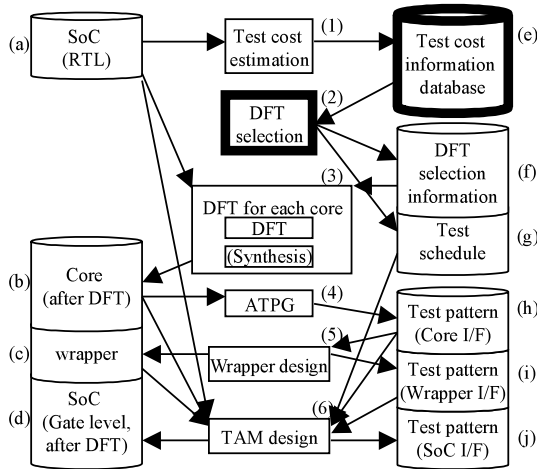 (a)
SoC
(RTL)
Test cost
estimation
(1)
Test cost
information
database
(e)
DFT
selection
(2)
DFT
selection
information
(f)
(3)
DFT for each core
DFT
(Synthesis)
Test
schedule
(g)
(b)
Core
(after DFT)
ATPG
(4)
Test pattern
(Core I/F)
(h)
(c)
wrapper
(5)
Wrapper design
Test pattern
(Wrapper I/F)
(i)
(d)
SoC
(Gate level,
after DFT)
(6)
TAM design
Test pattern
(SoC I/F)
(j)